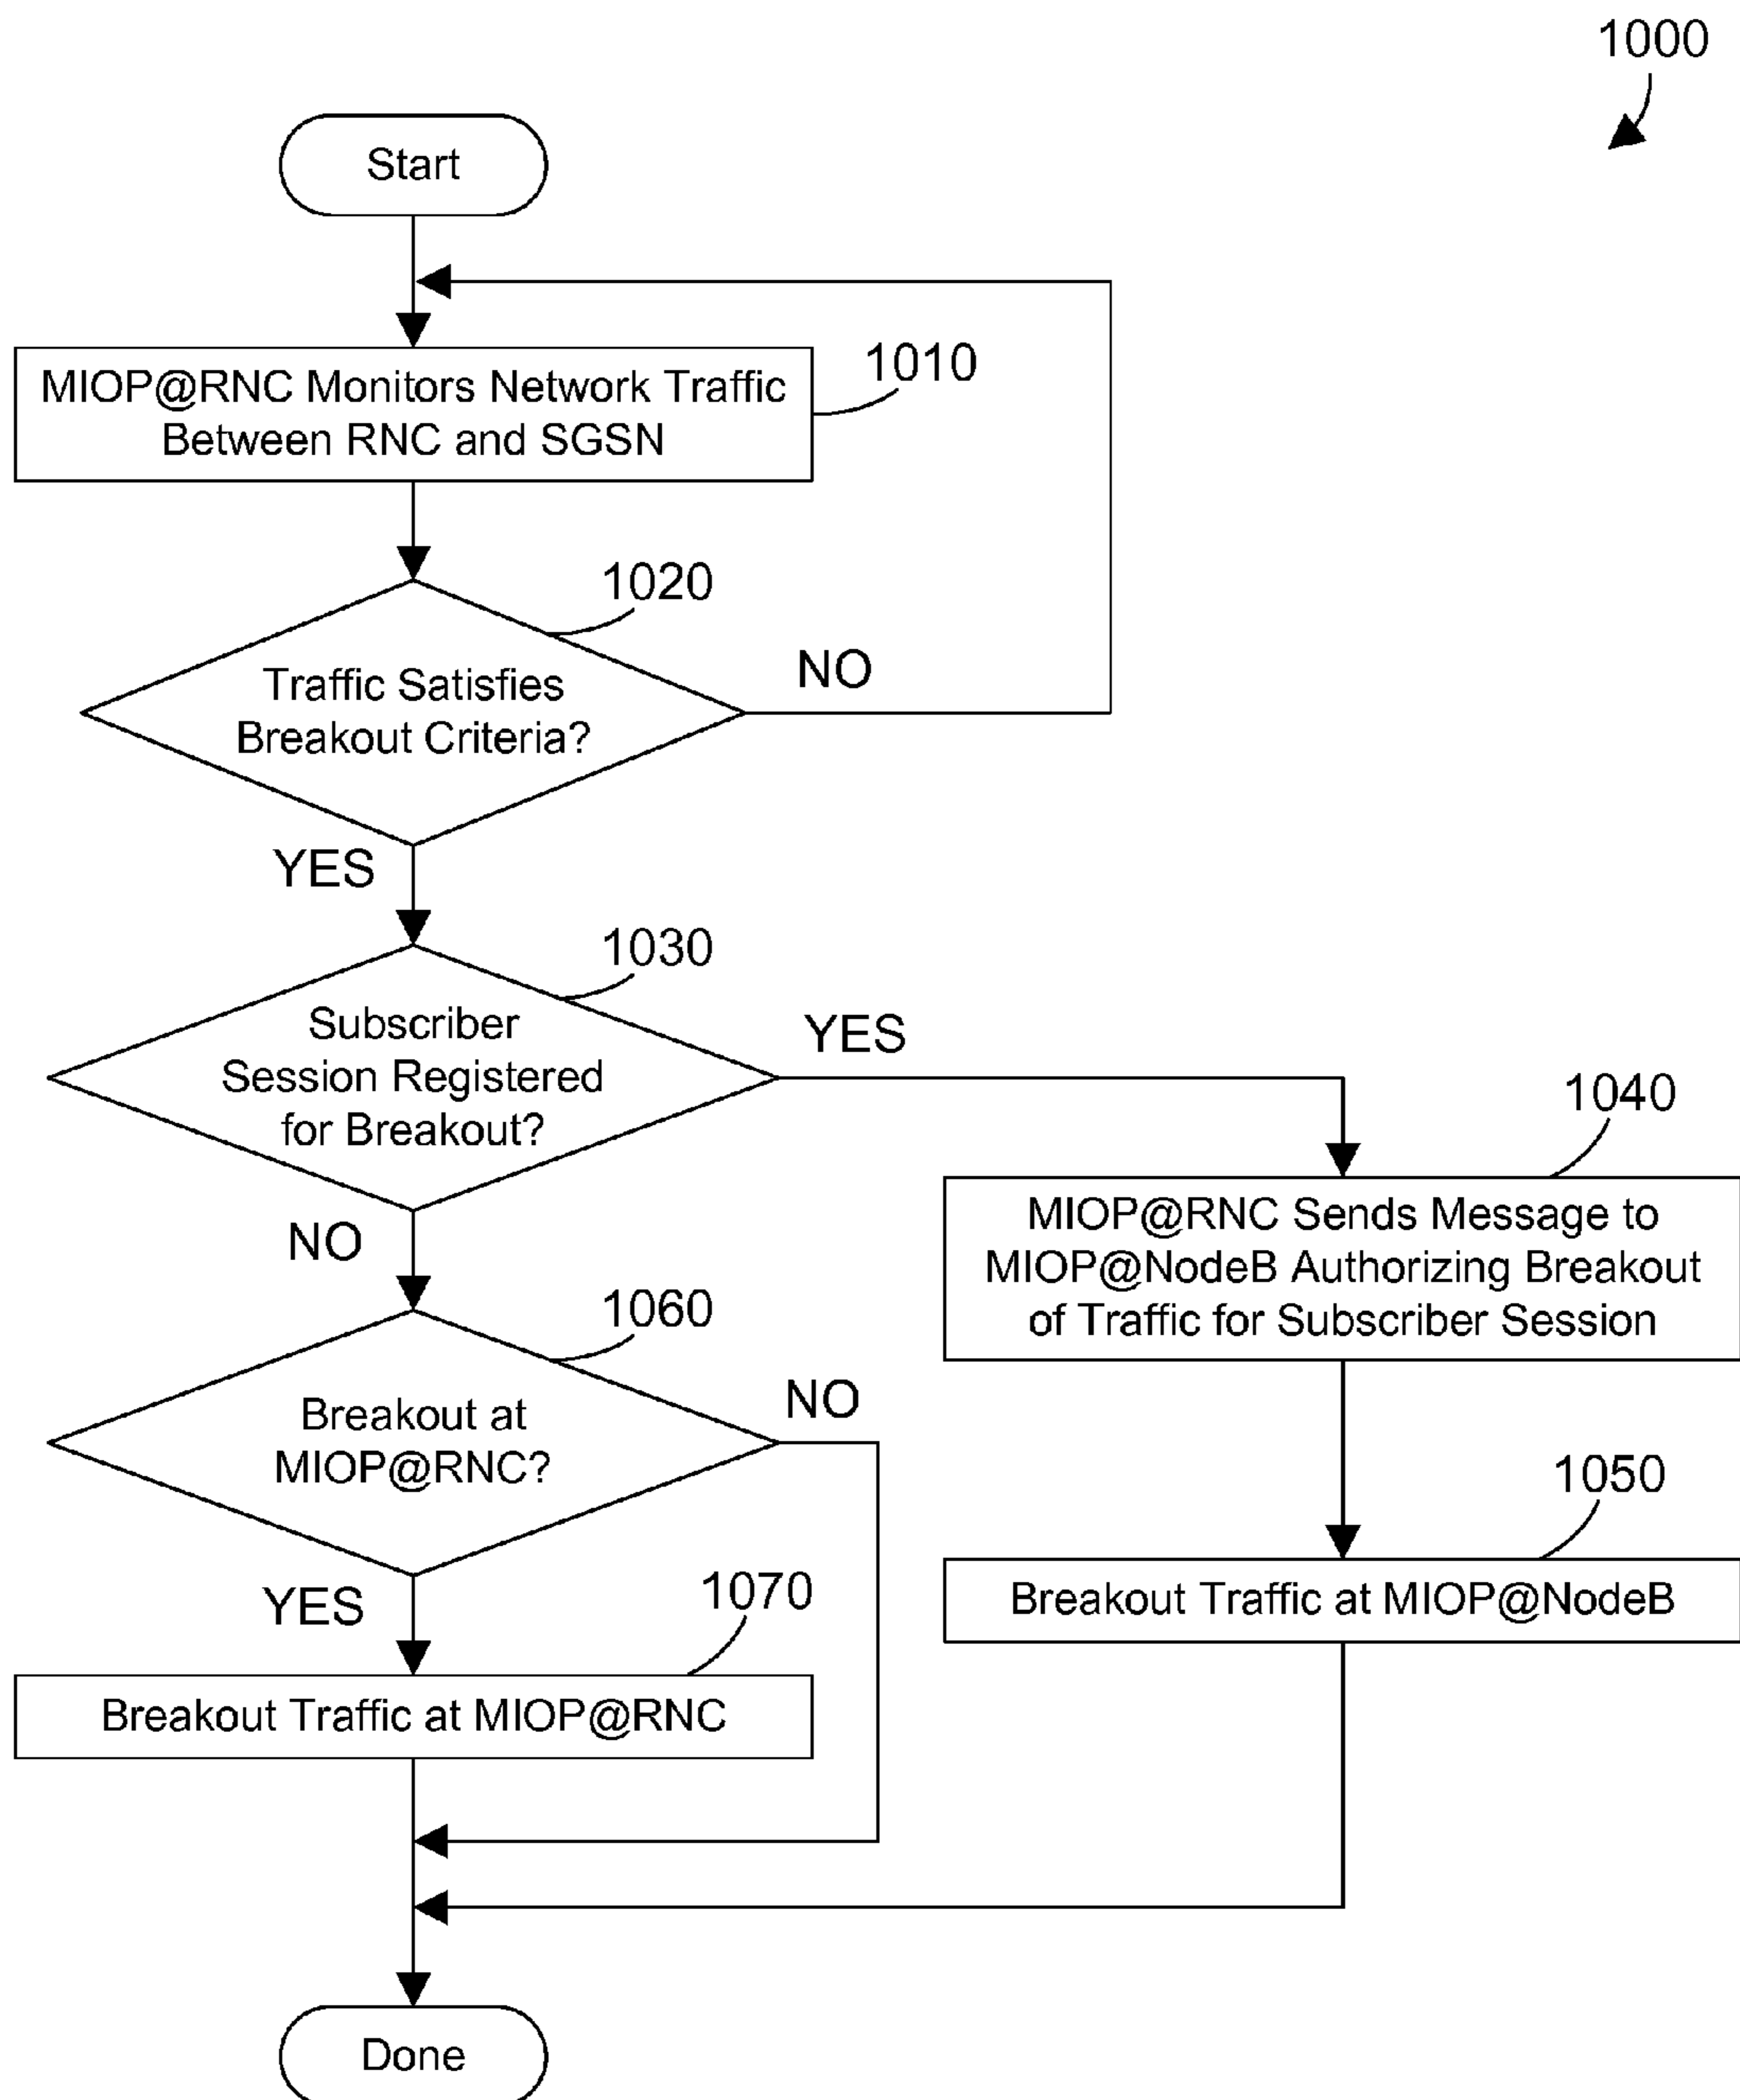 1000
Start
MIOP@RNC Monitors Network Traffic
Between RNC and SGSN
1010
1020
Traffic Satisfies
Breakout Criteria?
NO
YES
1030
Subscriber
Session Registered
for Breakout?
YES
NO
1040
MIOP@RNC Sends Message to
MIOP@NodeB Authorizing Breakout
of Traffic for Subscriber Session
1060
Breakout at
MIOP@RNC?
NO
YES
1050
Breakout Traffic at MIOP@NodeB
1070
Breakout Traffic at MIOP@RNC
Done